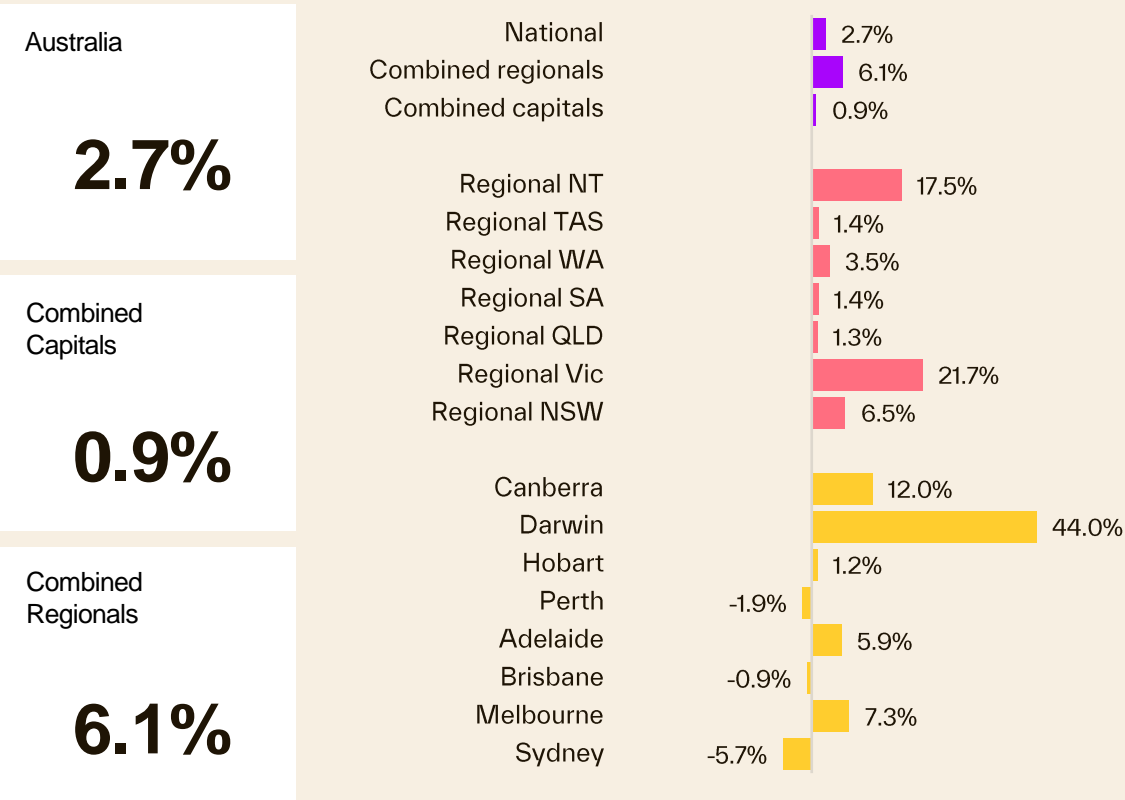 Australia
2.7%
Combined
Capitals
0.9%
Combined
Regionals
6.1%
National 2.7%
Combined regionals 6.1%
Combined capitals 0.9%
Regional NT 17.5%
Regional TAS 1.4%
Regional WA 3.5%
Regional SA 1.4%
Regional QLD 1.3%
Regional Vic 21.7%
Regional NSW 6.5%
Canberra 12.0%
Darwin 44.0%
Hobart 1.2%
Perth -1.9%
Adelaide 5.9%
Brisbane -0.9%
Melbourne 7.3%
Sydney -5.7%